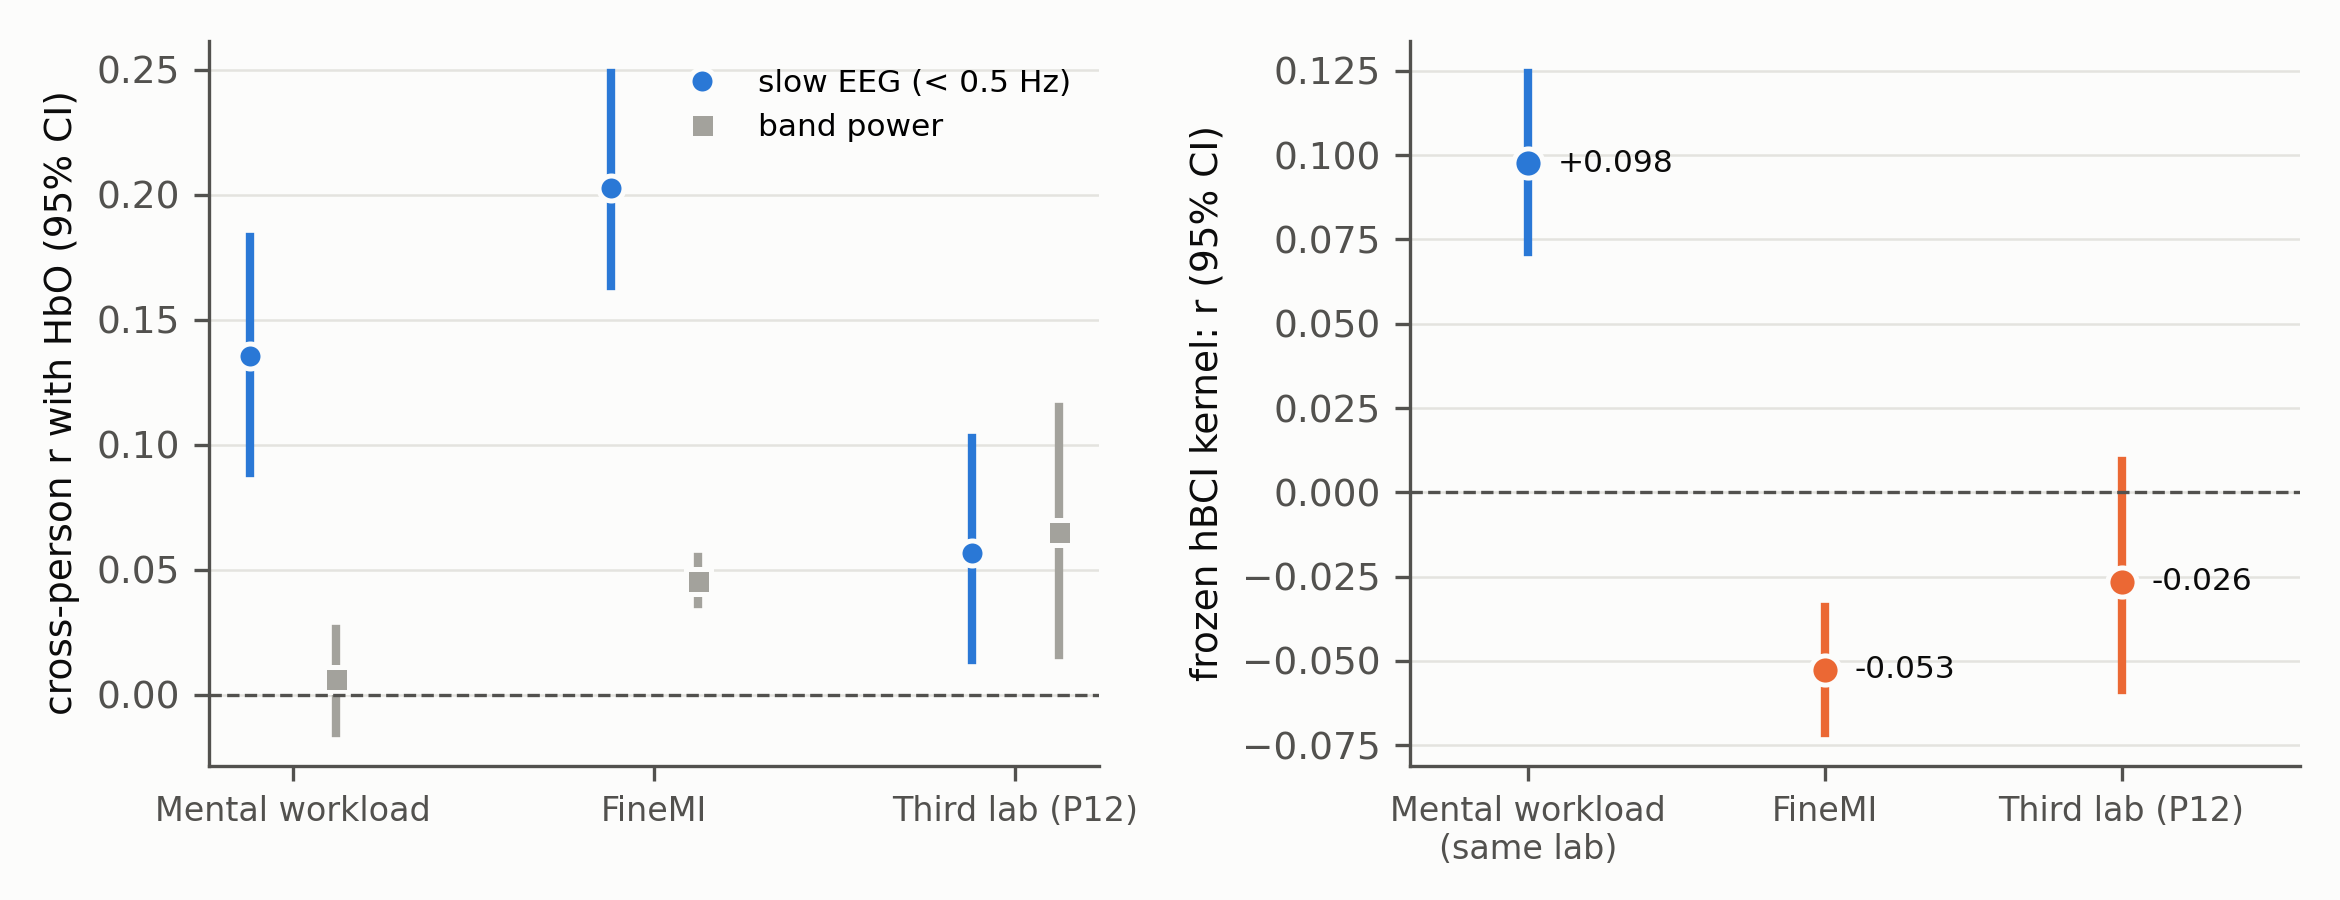 cross-person r with HbO (95% CI)
0.25
0.20
0.15
0.10
0.05
0.00
slow EEG (< 0.5 Hz)
band power
Mental workload
FineMI
Third lab (P12)
frozen hBCI kernel: r (95% CI)
0.125
0.100
0.075
0.050
0.025
0.000
−0.025
−0.050
−0.075
+0.098
-0.053
-0.026
Mental workload
(same lab)
FineMI
Third lab (P12)